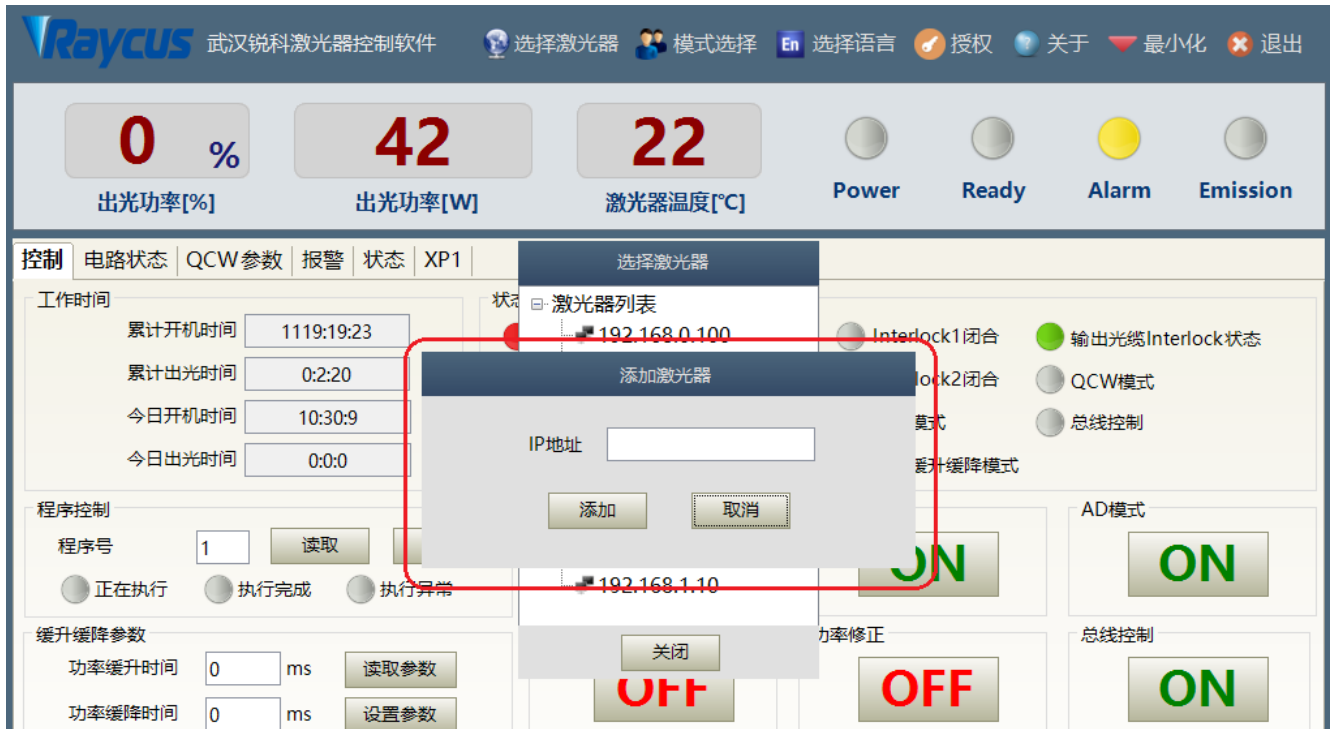 Raycus 武汉锐科激光器控制软件 选择激光器 模式选择 En 选择语言 授权 ? 关于 最小化 退出
0 % 42 22
出光功率[%] 出光功率[W] 激光器温度[℃] Power Ready Alarm Emission
控制 电路状态 QCW参数 报警 状态 XP1 选择激光器
工作时间 激光器列表
累计开机时间 1119:19:23 192.168.0.100 Interlock1闭合 输出光缆Interlock状态
累计出光时间 0:2:20 添加激光器 QCW模式
今日开机时间 10:30:9 总线控制
今日出光时间 0:0:0 IP地址 缓升缓降模式
程序控制 AD模式
程序号 1 读取 添加 取消 ON ON
正在执行 执行完成 执行异常 192.168.1.10
缓升缓降参数 功率修正 总线控制
功率缓升时间 0 ms 读取参数 关闭 OFF OFF ON
功率缓降时间 0 ms 设置参数